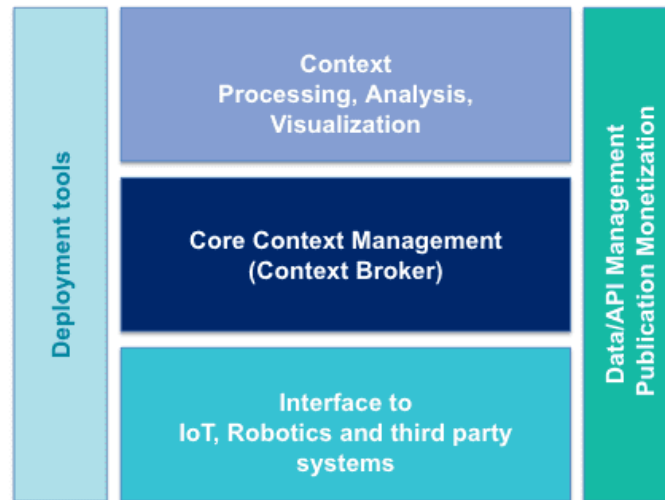 Deployment tools
Context
Processing, Analysis,
Visualization
Core Context Management
(Context Broker)
Interface to
IoT, Robotics and third party
systems
Data/API Management
Publication Monetization